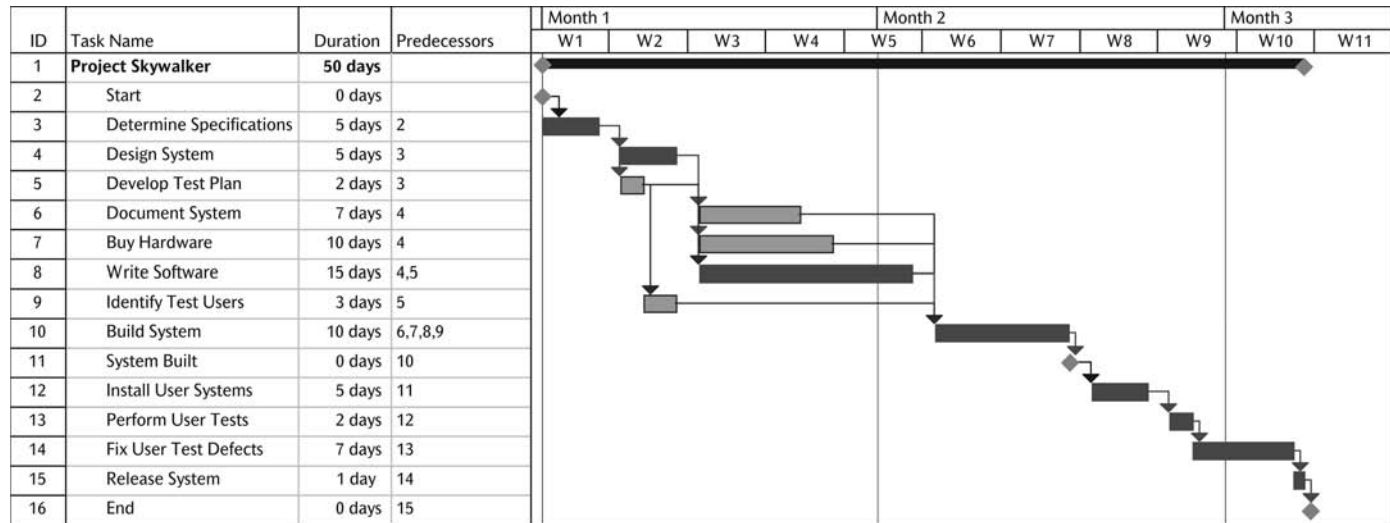 Month 1 Month 2 Month 3
ID Task Name Duration Predecessors W1 W2 W3 W4 W5 W6 W7 W8 W9 W10 W11
1 Project Skywalker 50 days
2 Start 0 days
3 Determine Specifications 5 days 2
4 Design System 5 days 3
5 Develop Test Plan 2 days 3
6 Document System 7 days 4
7 Buy Hardware 10 days 4
8 Write Software 15 days 4,5
9 Identify Test Users 3 days 5
10 Build System 10 days 6,7,8,9
11 System Built 0 days 10
12 Install User Systems 5 days 11
13 Perform User Tests 2 days 12
14 Fix User Test Defects 7 days 13
15 Release System 1 day 14
16 End 0 days 15